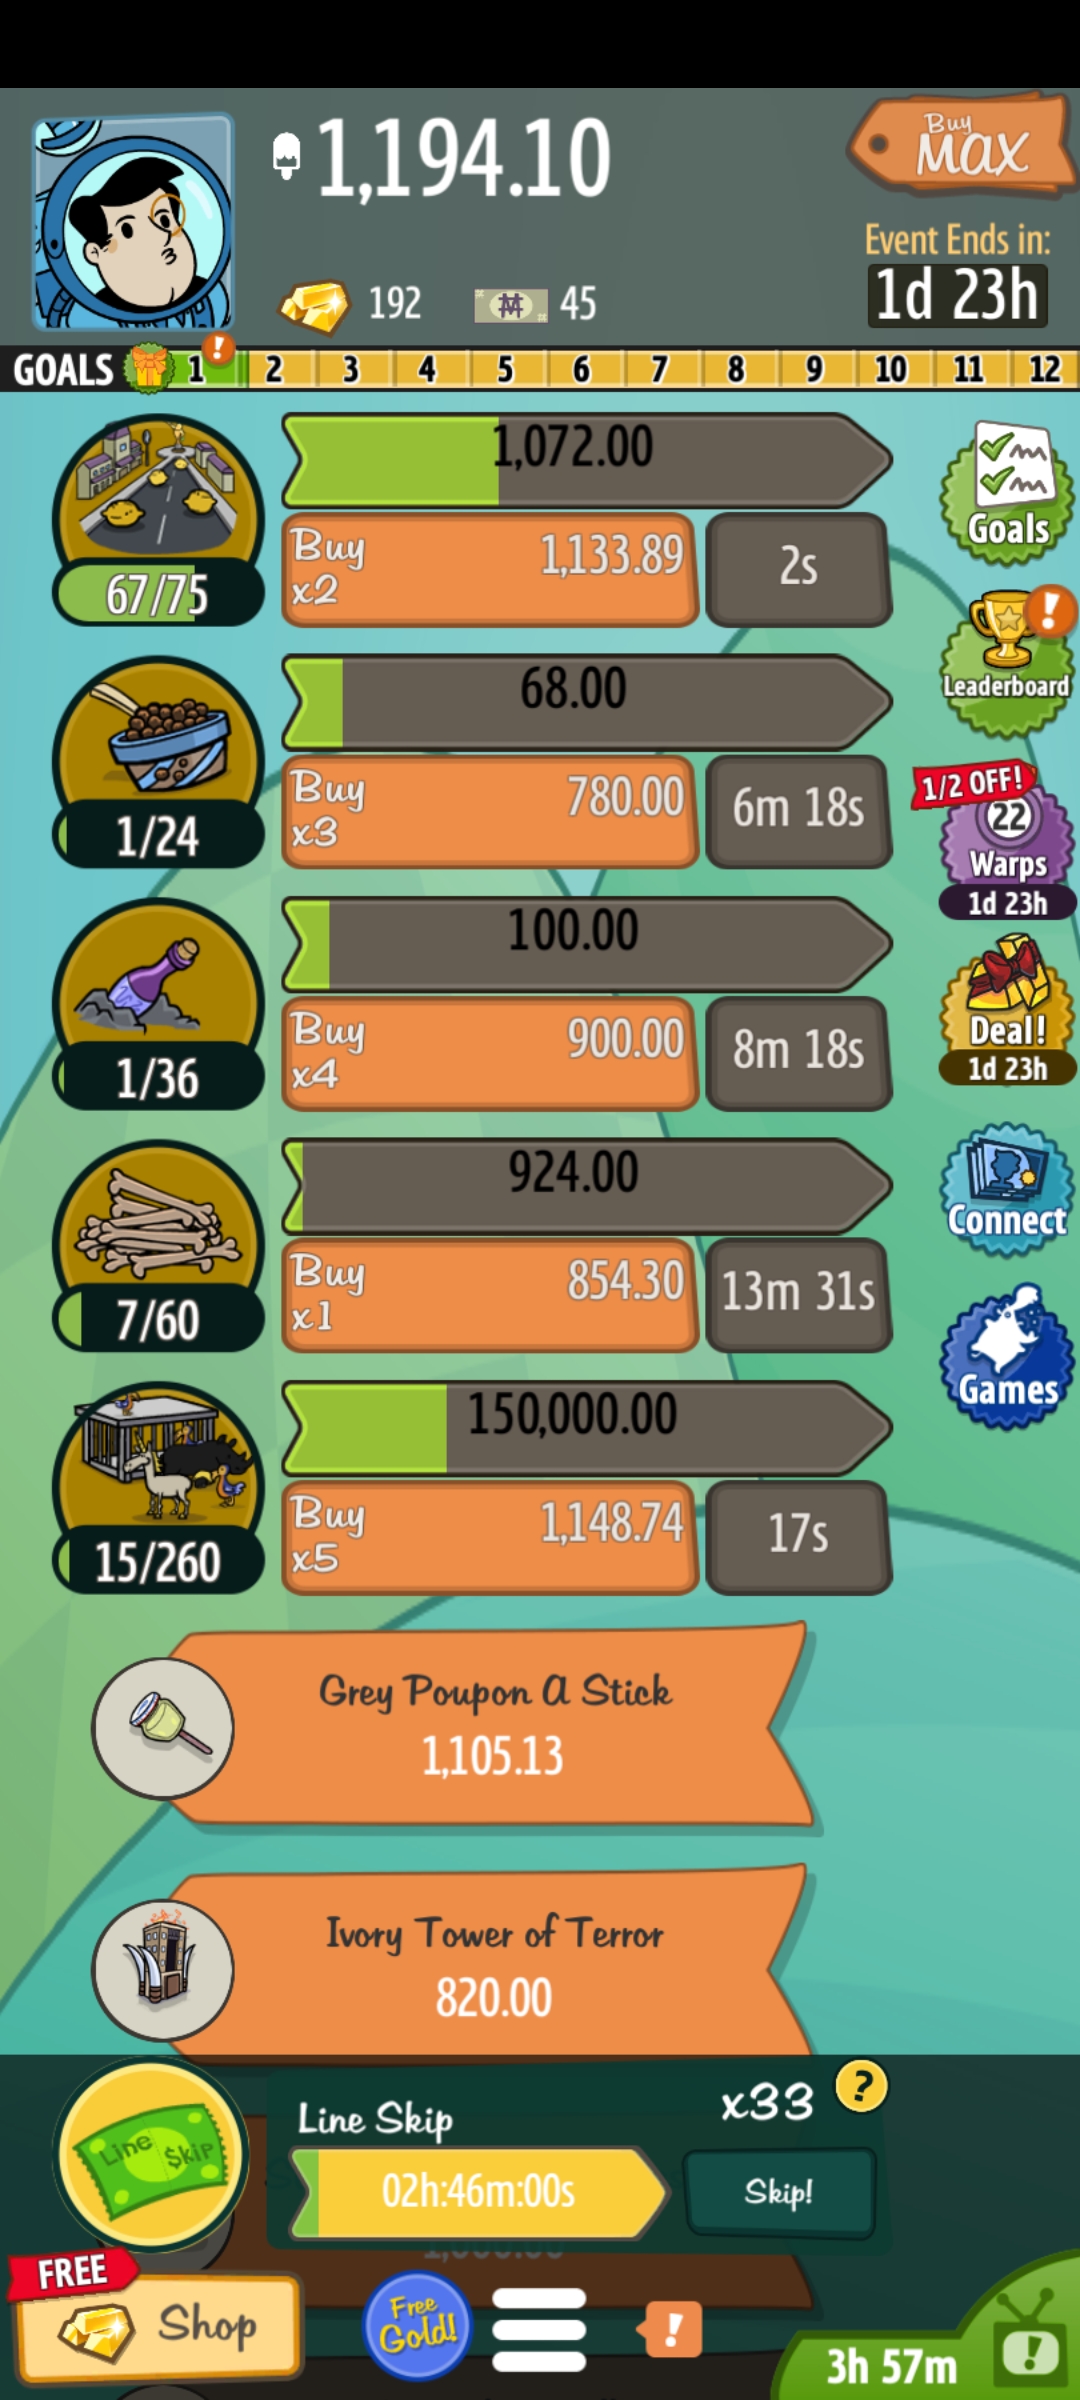 1,194.10
Buy
MAX
192
45
Event Ends in:
1d 23h
GOALS 1 ! 2 3 4 5 6 7 8 9 10 11 12
1,072.00
Buy
x2
1,133.89
2s
67/75
68.00
Buy
x3
780.00
6m 18s
1/24
100.00
Buy
x4
900.00
8m 18s
1/36
924.00
Buy
x1
854.30
13m 31s
7/60
150,000.00
Buy
x5
1,148.74
17s
15/260
Goals
!
Leaderboard
1/2 OFF!
22
Warps
1d 23h
Deal!
1d 23h
Connect
Games
Grey Poupon A Stick
1,105.13
Ivory Tower of Terror
820.00
Line $kip
Line Skip
x33
?
02h:46m:00s
Skip!
1,000.00
FREE
Shop
Free
Gold!
!
3h 57m
!